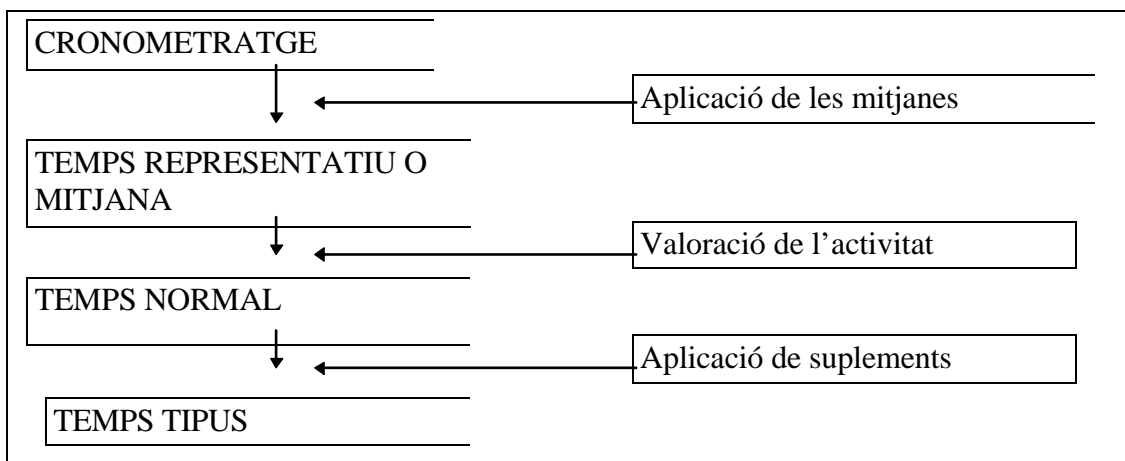 CRONOMETRATGE
Aplicació de les mitjanes
TEMPS REPRESENTATIU O
MITJANA
Valoració de l’activitat
TEMPS NORMAL
Aplicació de suplements
TEMPS TIPUS